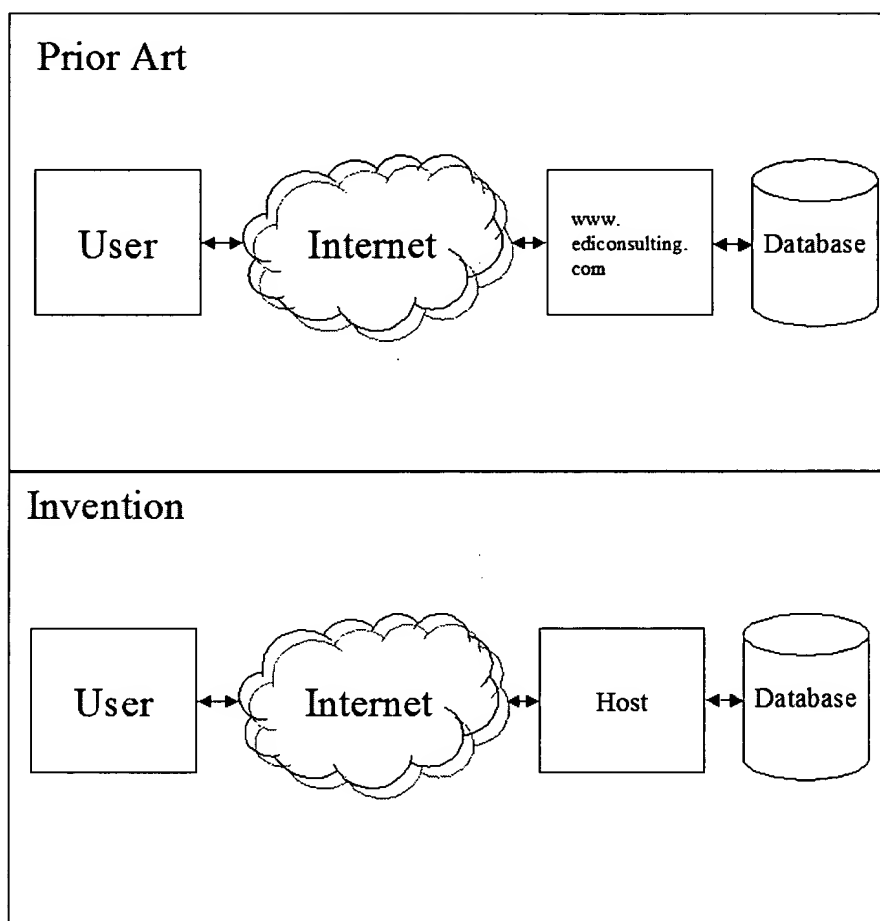 Prior Art
User
Internet
www.
ediconsulting.
com
Database
Invention
User
Internet
Host
Database